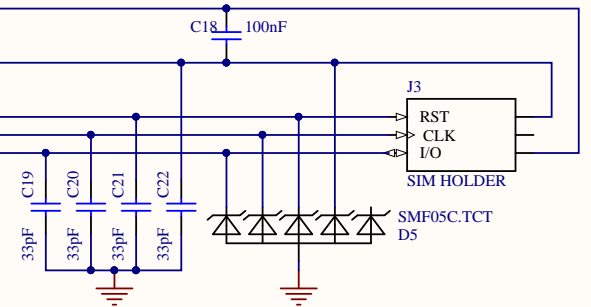 C18 100nF
J3
RST
CLK
I/O
SIM HOLDER
C19 C20 C21 C22
33pF 33pF 33pF 33pF
SMF05C.TCT
D5